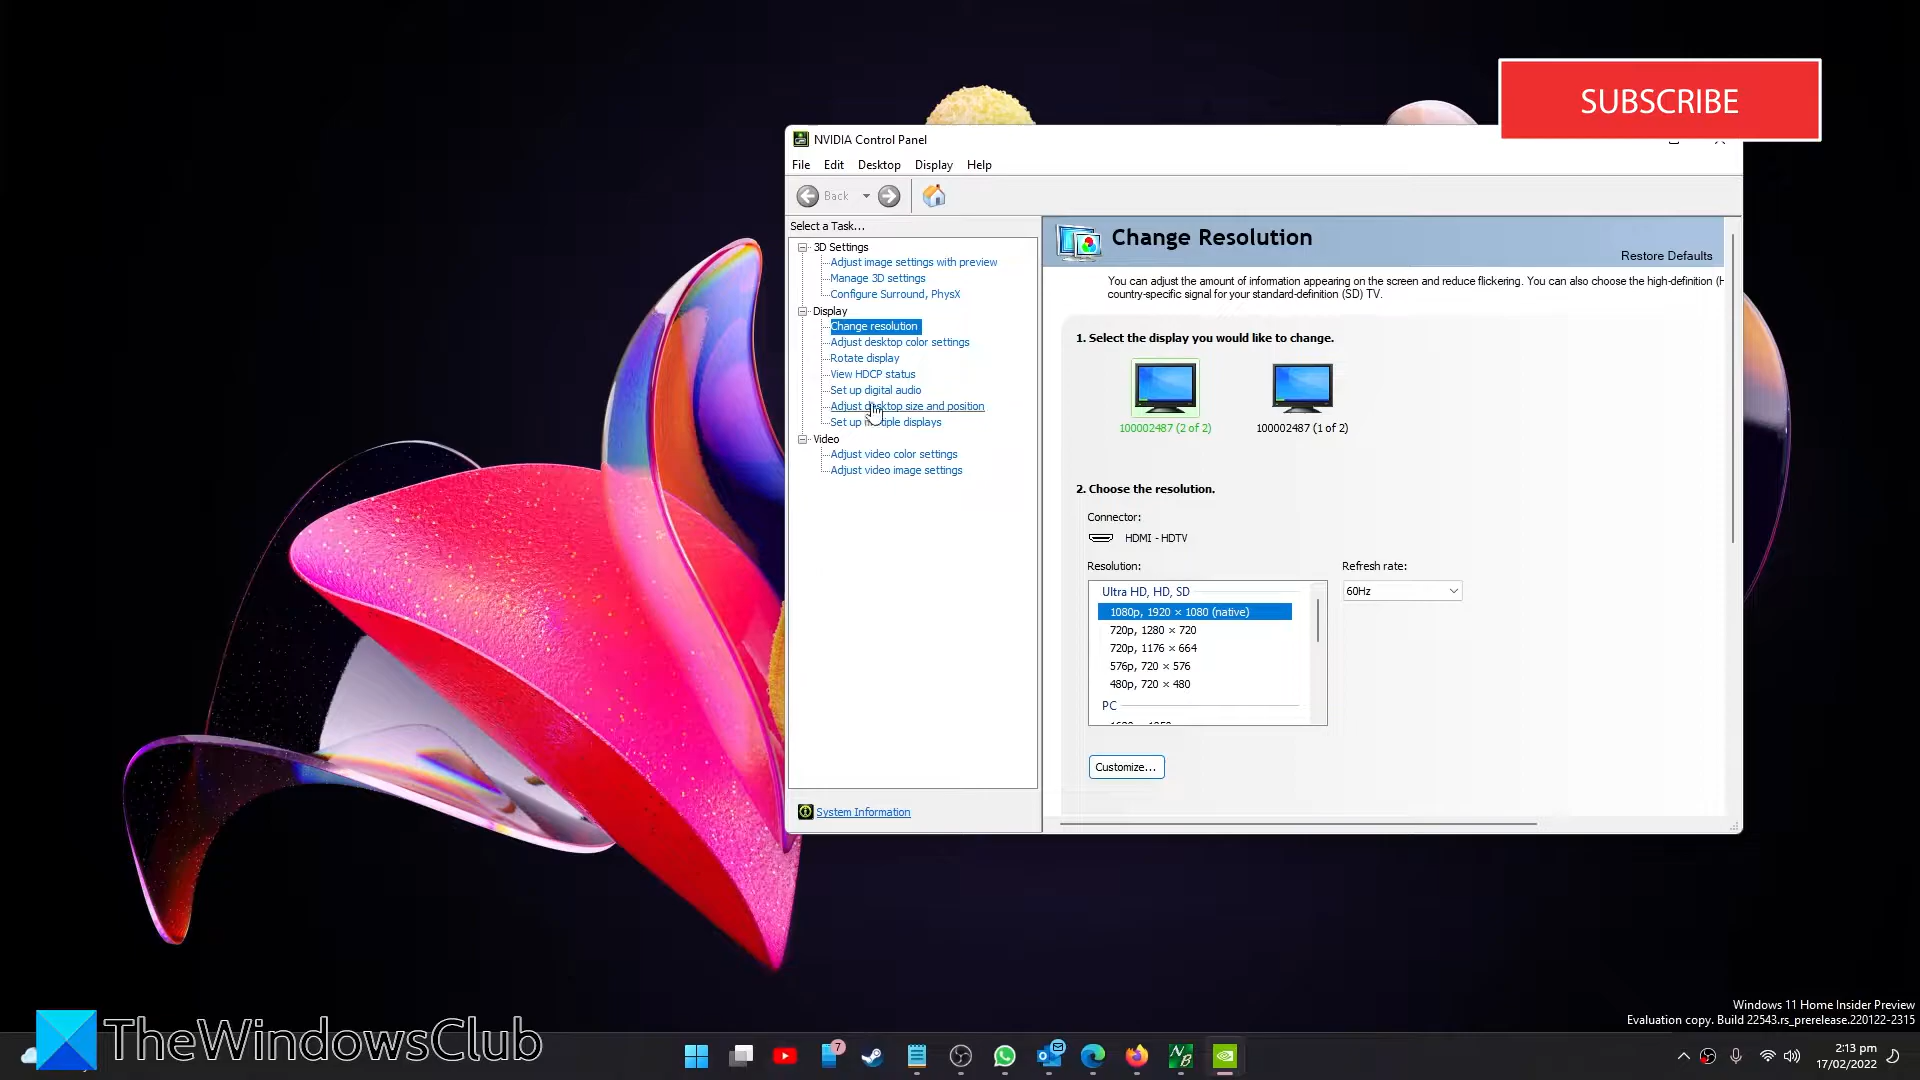 SUBSCRIBE
NVIDIA Control Panel
File Edit Desktop Display Help
Back
Select a Task...
3D Settings
Adjust image settings with preview
Manage 3D settings
Configure Surround, PhysX
Display
Change resolution
Adjust desktop color settings
Rotate display
View HDCP status
Set up digital audio
Adjust desktop size and position
Set up multiple displays
Video
Adjust video color settings
Adjust video image settings
System Information
Change Resolution
Restore Defaults
You can adjust the amount of information appearing on the screen and reduce flickering. You can also choose the high-definition (H
country-specific signal for your standard-definition (SD) TV.
1. Select the display you would like to change.
100002487 (2 of 2) 100002487 (1 of 2)
2. Choose the resolution.
Connector:
HDMI - HDTV
Resolution: Refresh rate:
Ultra HD, HD, SD
60Hz
1080p, 1920 × 1080 (native)
720p, 1280 × 720
720p, 1176 × 664
576p, 720 × 576
480p, 720 × 480
PC
Customize...
Windows 11 Home Insider Preview
Evaluation copy. Build 22543.rs_prerelease.220122-2315
TheWindowsClub
7
NB
2:13 pm
17/02/2022